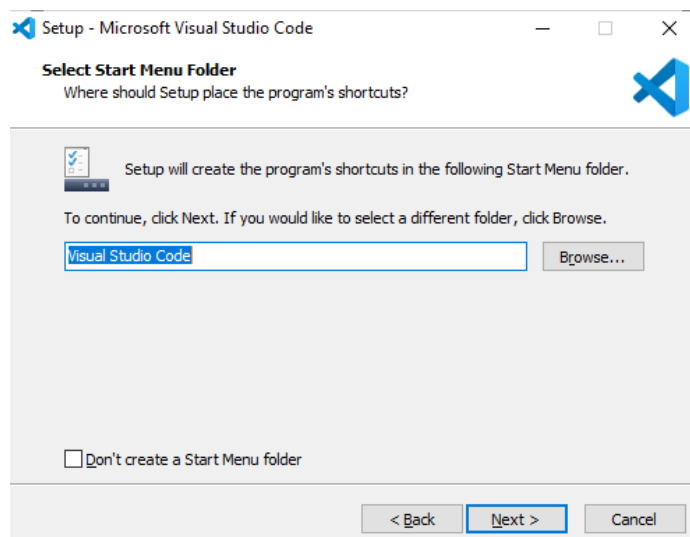 Setup - Microsoft Visual Studio Code
Select Start Menu Folder
Where should Setup place the program's shortcuts?
Setup will create the program's shortcuts in the following Start Menu folder.
To continue, click Next. If you would like to select a different folder, click Browse.
Visual Studio Code
Browse...
Don't create a Start Menu folder
< Back
Next >
Cancel